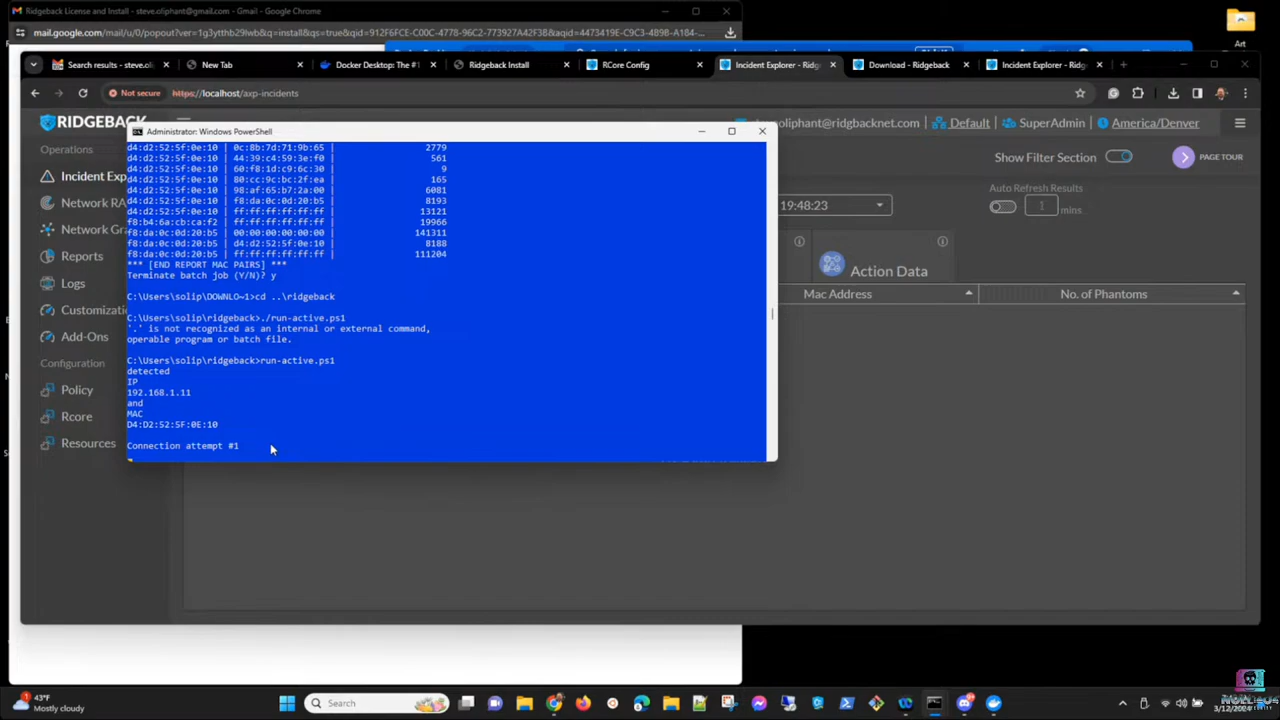 Ridgeback License and Install - steve.oliphant@gmail.com - Gmail - Google Chrome
Art
Search results - steve.o
New Tab
Docker Desktop: The #1
Ridgeback Install
RCore Config
Incident Explorer - Ridg
Download - Ridgeback
Incident Explorer - Ridg
Not secure
https://localhost/axp-incidents
RIDGEBACK
Administrator: Windows PowerShell
oliphant@ridgbacknet.com
Default
SuperAdmin
America/Denver
Operations
Show Filter Section
PAGE TOUR
Incident Exp
Network RA
Network Gra
Reports
Logs
Customizatio
Add-Ons
Configuration
Policy
Rcore
Resources
19:48:23
Auto Refresh Results
1
mins
Action Data
Mac Address
No. of Phantoms
d4:d2:52:5f:0e:10 | 0c:8b:7d:71:9b:65 | 2779
d4:d2:52:5f:0e:10 | 44:39:c4:59:3e:f0 | 561
d4:d2:52:5f:0e:10 | 60:f8:1d:c9:6c:30 | 9
d4:d2:52:5f:0e:10 | 80:cc:9c:bc:2f:ea | 165
d4:d2:52:5f:0e:10 | 98:af:65:b7:2a:00 | 6081
d4:d2:52:5f:0e:10 | f8:da:0c:0d:20:b5 | 8193
d4:d2:52:5f:0e:10 | ff:ff:ff:ff:ff:ff | 13121
f8:b4:6a:cb:ca:f2 | ff:ff:ff:ff:ff:ff | 19966
f8:da:0c:0d:20:b5 | 00:00:00:00:00:00 | 141311
f8:da:0c:0d:20:b5 | d4:d2:52:5f:0e:10 | 8188
f8:da:0c:0d:20:b5 | ff:ff:ff:ff:ff:ff | 111204
*** [END REPORT MAC PAIRS] ***
Terminate batch job (Y/N)? y
C:\Users\solip\DOWNLO~1>cd ..\ridgeback
C:\Users\solip\ridgeback>./run-active.ps1
'.' is not recognized as an internal or external command,
operable program or batch file.
C:\Users\solip\ridgeback>run-active.ps1
detected
IP
192.168.1.11
and
MAC
D4:D2:52:5F:0E:10
Connection attempt #1
43°F
Mostly cloudy
Search
3/12/2024